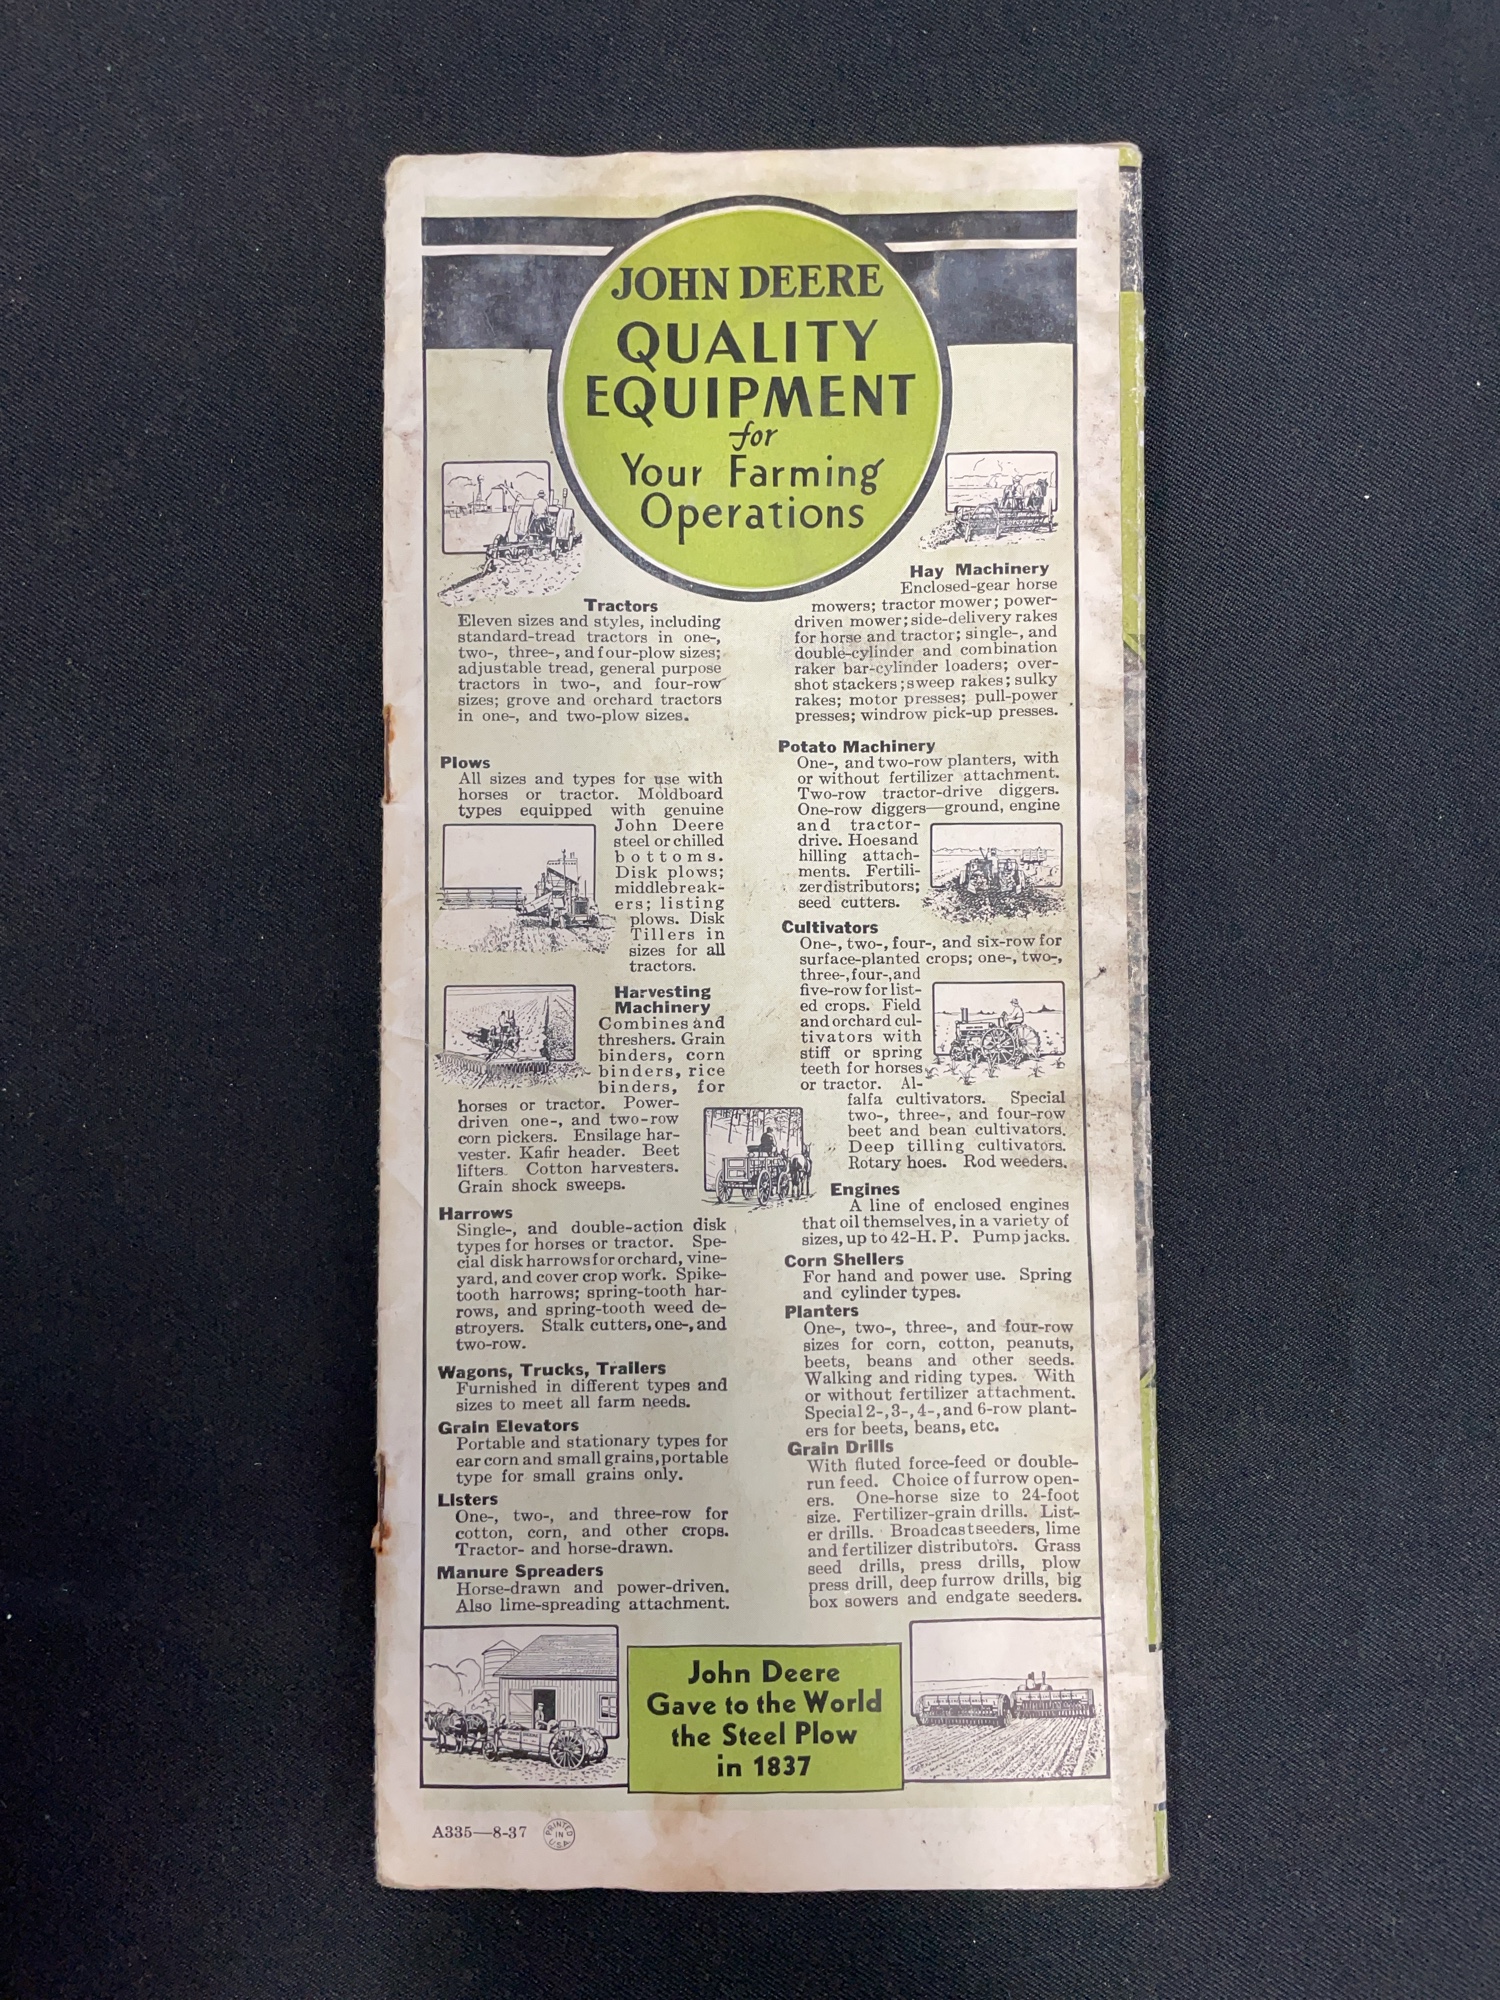 JOHN DEERE
QUALITY
EQUIPMENT
for
Your Farming
Operations
Tractors
Eleven sizes and styles, including
standard-tread tractors in one-,
two-, three-, and four-plow sizes;
adjustable tread, general purpose
tractors in two-, and four-row
sizes; grove and orchard tractors
in one-, and two-plow sizes.
Plows
All sizes and types for use with
horses or tractor. Moldboard
types equipped with genuine
John Deere
steel or chilled
bottoms.
Disk plows;
middlebreak-
ers; listing
plows. Disk
Tillers in
sizes for all
tractors.
Harvesting
Machinery
Combines and
threshers. Grain
binders, corn
binders, rice
binders, for
horses or tractor. Power-
driven one-, and two-row
corn pickers. Ensilage har-
vester. Kafir header. Beet
lifters. Cotton harvesters.
Grain shock sweeps.
Harrows
Single-, and double-action disk
types for horses or tractor. Spe-
cial disk harrows for orchard, vine-
yard, and cover crop work. Spike-
tooth harrows; spring-tooth har-
rows, and spring-tooth weed de-
stroyers. Stalk cutters, one-, and
two-row.
Wagons, Trucks, Trailers
Furnished in different types and
sizes to meet all farm needs.
Grain Elevators
Portable and stationary types for
ear corn and small grains, portable
type for small grains only.
Listers
One-, two-, and three-row for
cotton, corn, and other crops.
Tractor- and horse-drawn.
Manure Spreaders
Horse-drawn and power-driven.
Also lime-spreading attachment.
Hay Machinery
Enclosed-gear horse
mowers; tractor mower; power-
driven mower; side-delivery rakes
for horse and tractor; single-, and
double-cylinder and combination
raker bar-cylinder loaders; over-
shot stackers; sweep rakes; sulky
rakes; motor presses; pull-power
presses; windrow pick-up presses.
Potato Machinery
One-, and two-row planters, with
or without fertilizer attachment.
Two-row tractor-drive diggers.
One-row diggers—ground, engine
and tractor-
drive. Hoes and
hilling attach-
ments. Fertili-
zer distributors;
seed cutters.
Cultivators
One-, two-, four-, and six-row for
surface-planted crops; one-, two-,
three-, four-, and
five-row for list-
ed crops. Field
and orchard cul-
tivators with
stiff or spring
teeth for horses
or tractor. Al-
falfa cultivators. Special
two-, three-, and four-row
beet and bean cultivators.
Deep tilling cultivators.
Rotary hoes. Rod weeders.
Engines
A line of enclosed engines
that oil themselves, in a variety of
sizes, up to 42-H. P. Pump jacks.
Corn Shellers
For hand and power use. Spring
and cylinder types.
Planters
One-, two-, three-, and four-row
sizes for corn, cotton, peanuts,
beets, beans and other seeds.
Walking and riding types. With
or without fertilizer attachment.
Special 2-, 3-, 4-, and 6-row plant-
ers for beets, beans, etc.
Grain Drills
With fluted force-feed or double-
run feed. Choice of furrow open-
ers. One-horse size to 24-foot
size. Fertilizer-grain drills. List-
er drills. Broadcast seeders, lime
and fertilizer distributors. Grass
seed drills, press drills, plow
press drill, deep furrow drills, big
box sowers and endgate seeders.
John Deere
Gave to the World
the Steel Plow
in 1837
A335—8-37
PRINTED
IN
U.S.A.